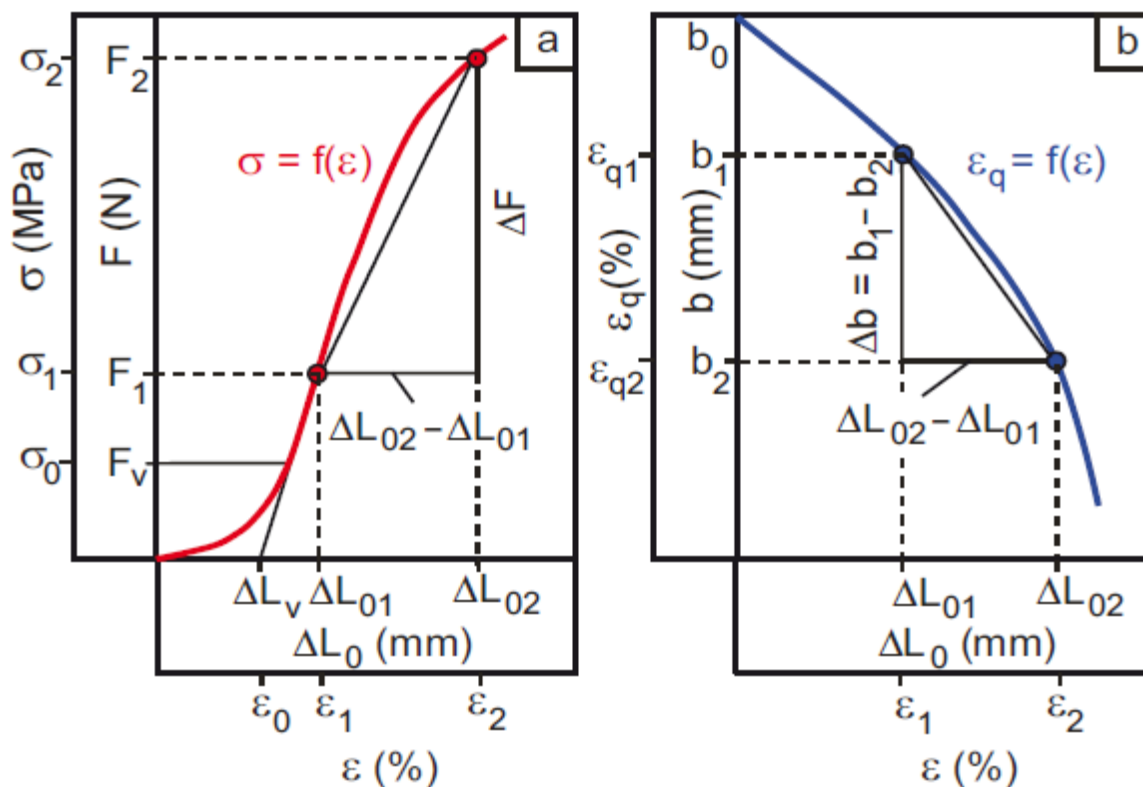 a
σ (MPa)
F (N)
σ₂
F₂
σ = f(ε)
ΔF
σ₁
F₁
ΔL₀₂ − ΔL₀₁
σ₀
Fᵥ
ΔLᵥ ΔL₀₁ ΔL₀₂
ΔL₀ (mm)
ε₀ ε₁ ε₂
ε (%)
b
b₀
εq1
b₁
εq = f(ε)
εq(%)
b (mm)
Δb = b₁ − b₂
εq2
b₂
ΔL₀₂ − ΔL₀₁
ΔL₀₁ ΔL₀₂
ΔL₀ (mm)
ε₁ ε₂
ε (%)